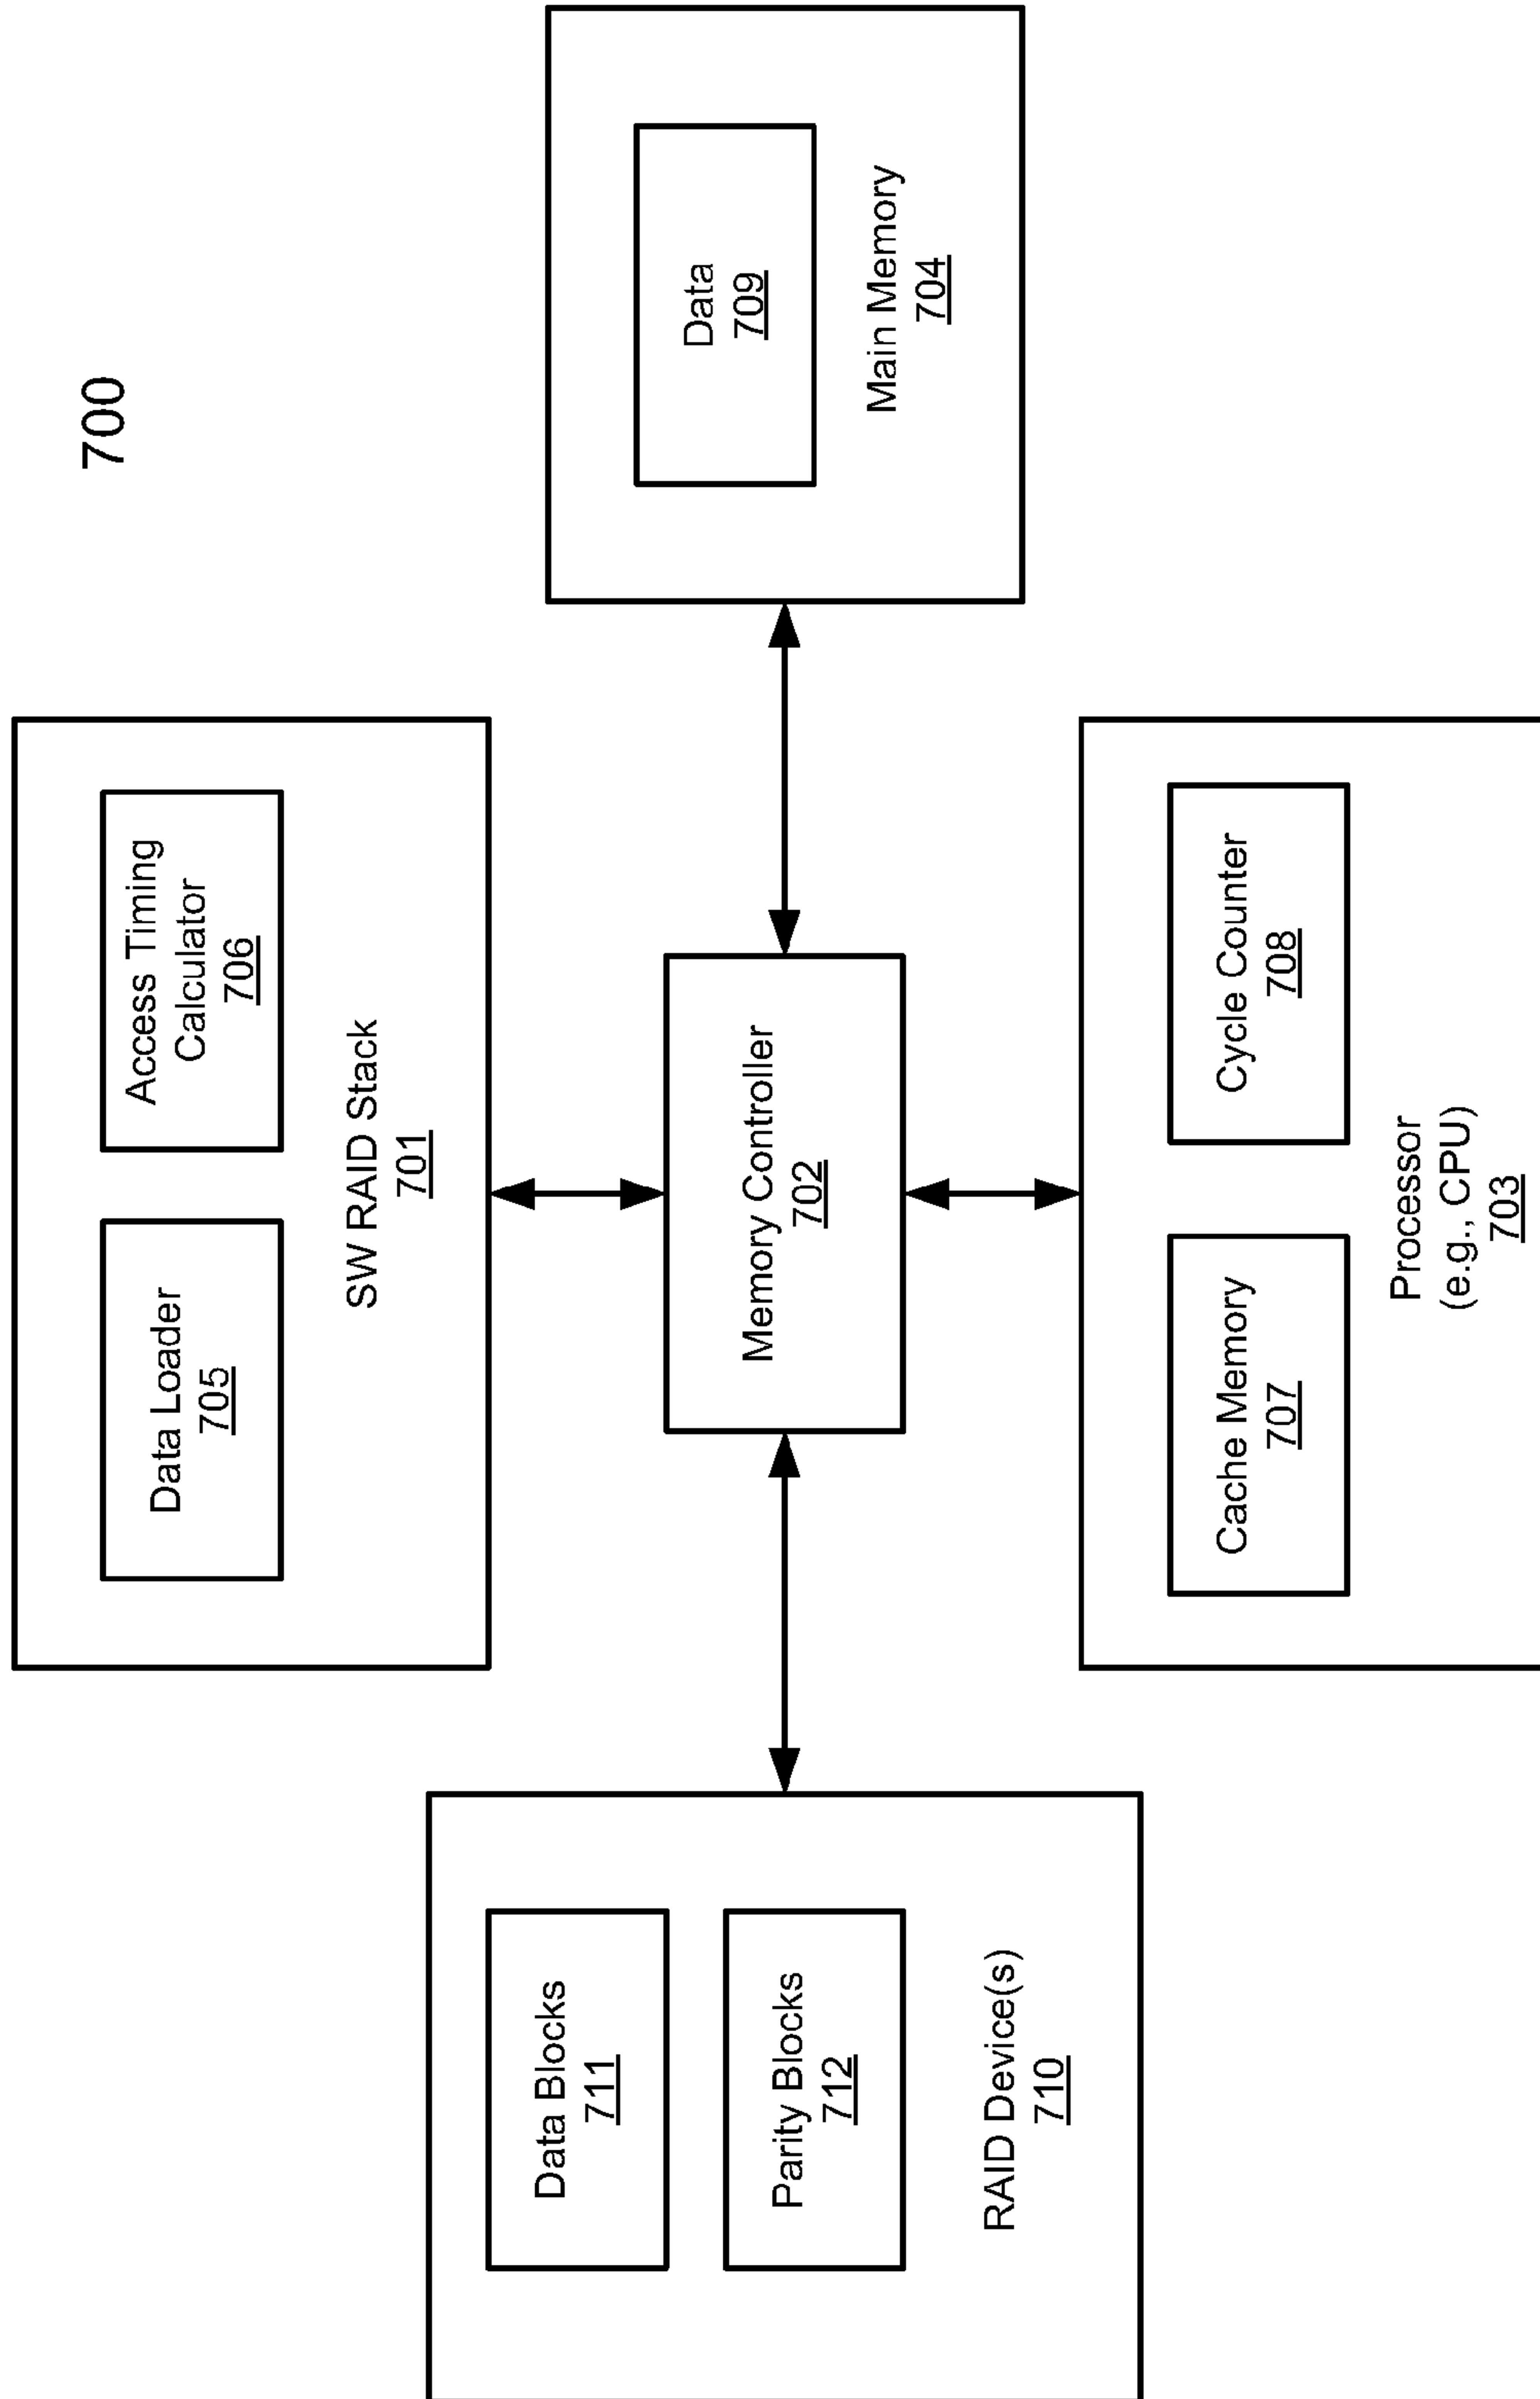 700
Data Loader
705
Access Timing
Calculator
706
SW RAID Stack
701
Data Blocks
711
Parity Blocks
712
RAID Device(s)
710
Memory Controller
702
Data
709
Main Memory
704
Cache Memory
707
Cycle Counter
708
Processor
(e.g., CPU)
703